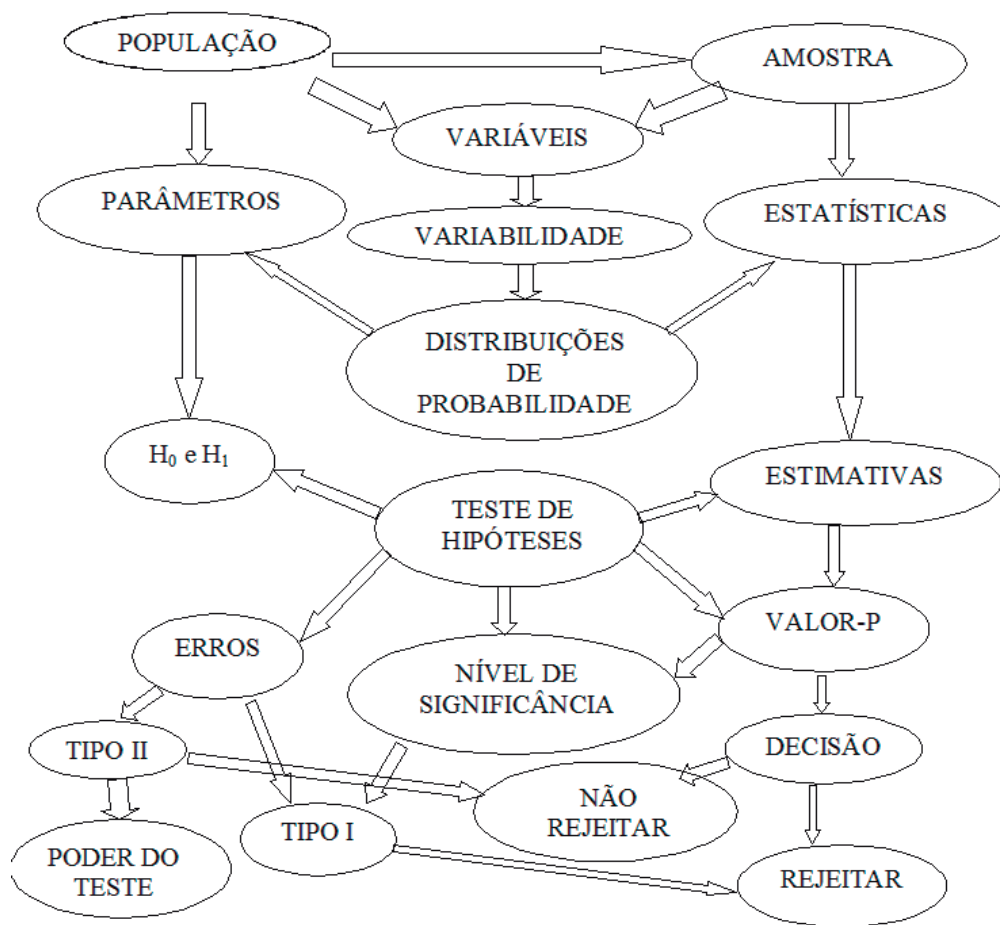 POPULAÇÃO
AMOSTRA
VARIÁVEIS
PARÂMETROS
ESTATÍSTICAS
VARIABILIDADE
DISTRIBUIÇÕES
DE
PROBABILIDADE
H₀ e H₁
ESTIMATIVAS
TESTE DE
HIPÓTESES
VALOR-P
ERROS
NÍVEL DE
SIGNIFICÂNCIA
TIPO II
DECISÃO
NÃO
REJEITAR
TIPO I
PODER DO
TESTE
REJEITAR